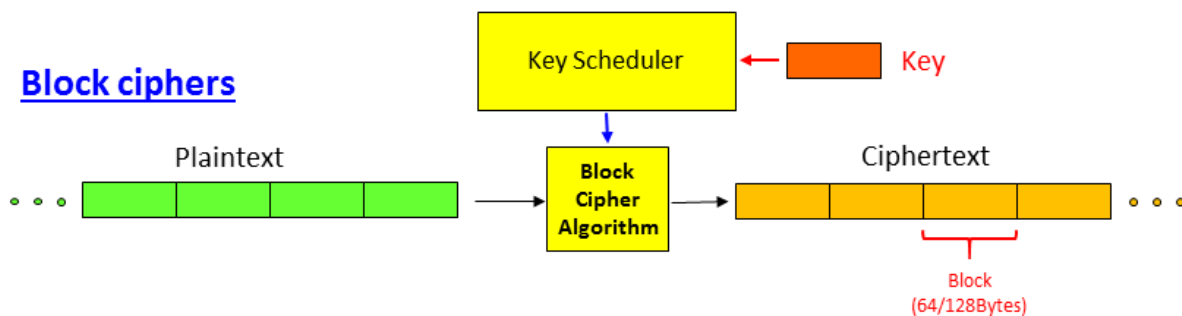 Key Scheduler
Key
Block ciphers
Plaintext
Block
Cipher
Algorithm
Ciphertext
Block
(64/128Bytes)